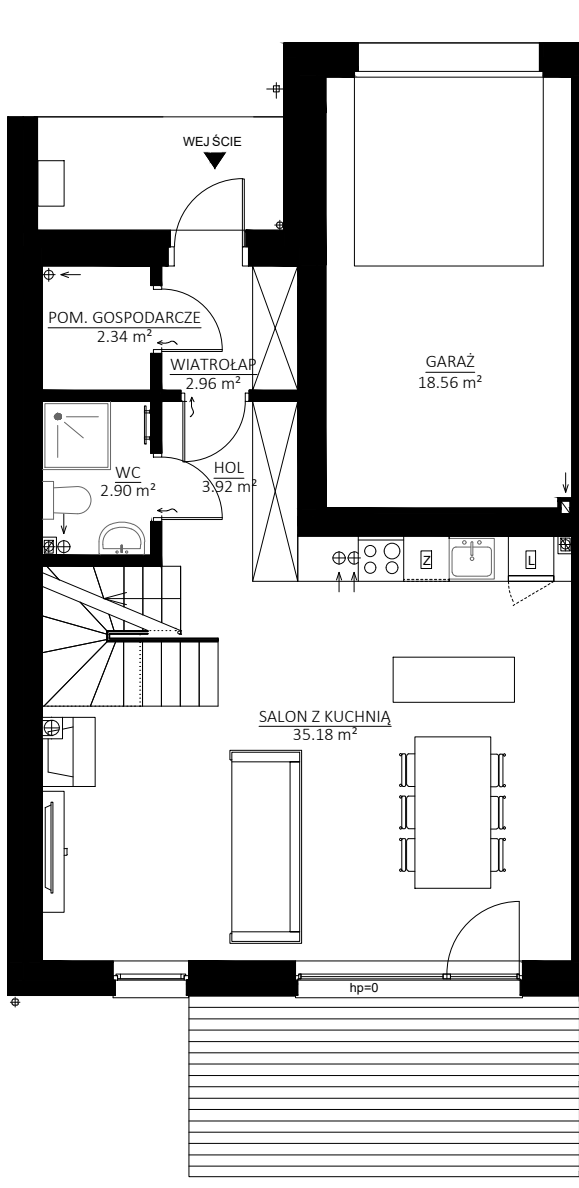 WEJŚCIE
POM. GOSPODARCZE
2.34 m²
WIATROŁAP
2.96 m²
GARAŻ
18.56 m²
WC
2.90 m²
HOL
3.92 m²
Z
L
SALON Z KUCHNIĄ
35.18 m²
hp=0